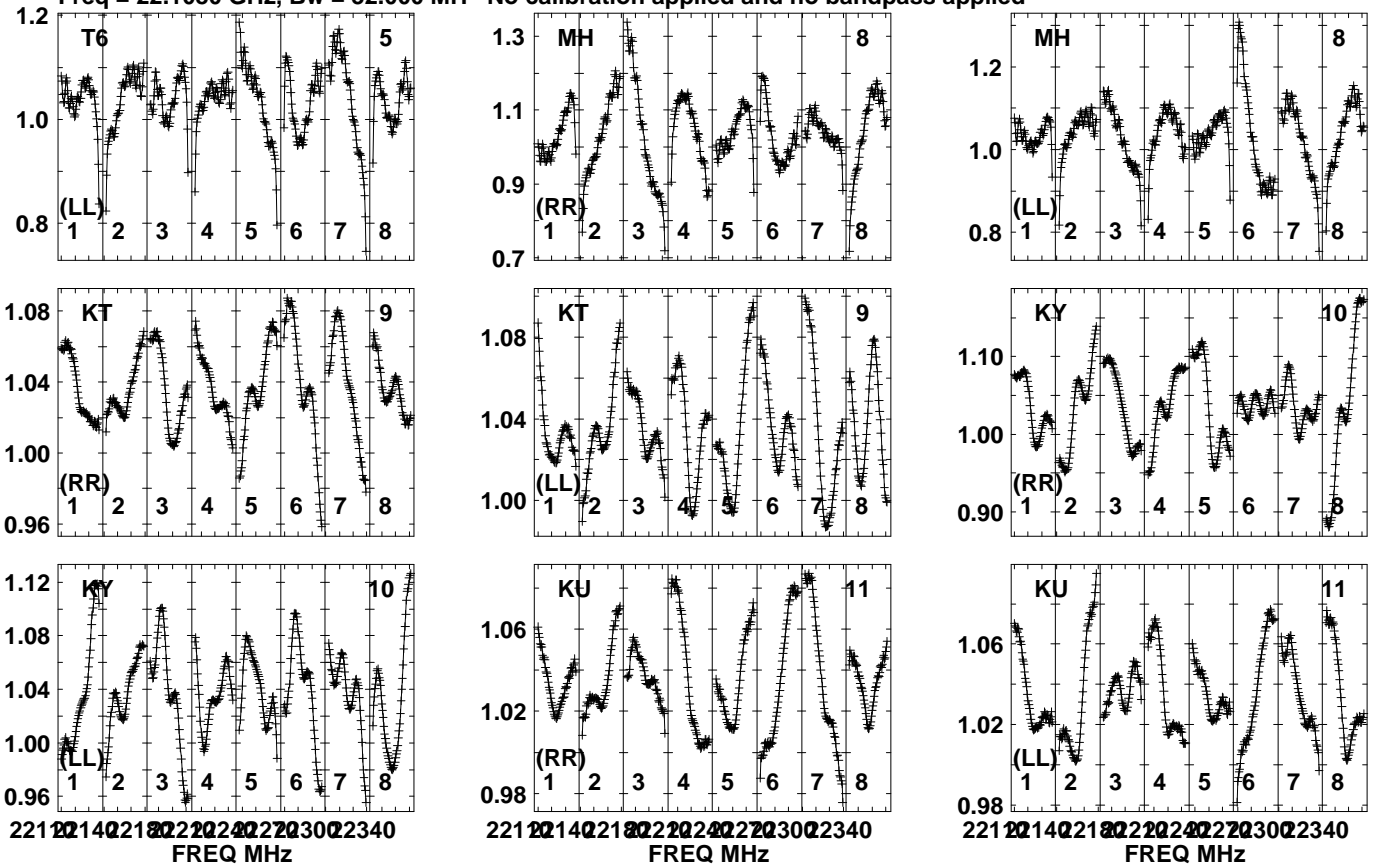 No calibration applied and no bandpass applied
1.2 T6 5
1.0
0.8 (LL)
1 2 3 4 5 6 7 8
1.3 MH 8
1.1
0.9
(RR)
1 2 3 4 5 6 7 8
0.7
MH 8
1.2
1.0
(LL)
0.8 1 2 3 4 5 6 7 8
1.08 KT 9
1.04
1.00
(RR)
1 2 3 4 5 6 7 8
0.96
KT 9
1.08
1.04
(LL)
1.00 1 2 3 4 5 6 7 8
KY 10
1.10
1.00
(RR)
0.90 1 2 3 4 5 6 7 8
1.12 KY 10
1.08
1.04
1.00
(LL)
1 2 3 4 5 6 7 8
0.96
KU 11
1.06
1.02
(RR)
1 2 3 4 5 6 7 8
0.98
KU 11
1.06
1.02
(LL)
1 2 3 4 5 6 7 8
0.98
FREQ MHz
FREQ MHz
FREQ MHz